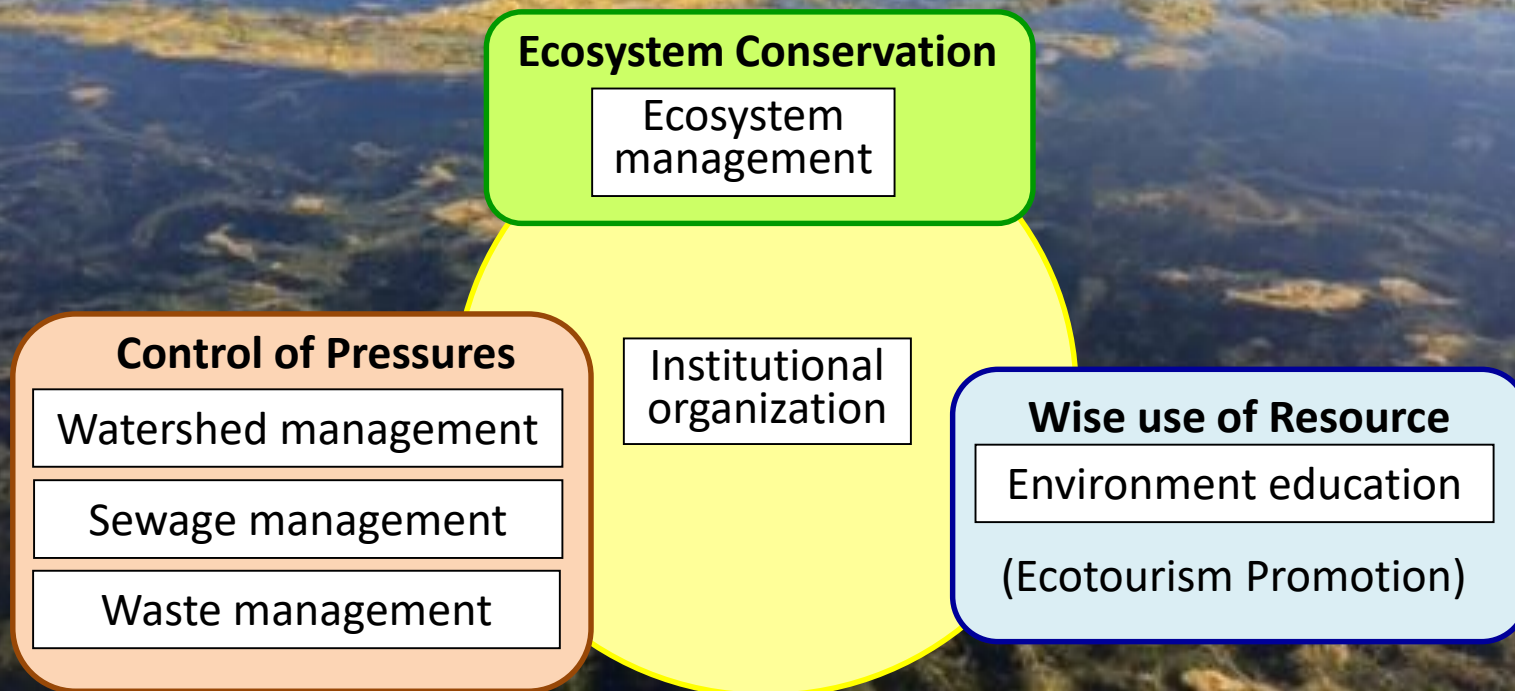 Ecosystem Conservation
Ecosystem
management
Institutional
organization
Control of Pressures
Watershed management
Sewage management
Waste management
Wise use of Resource
Environment education
(Ecotourism Promotion)